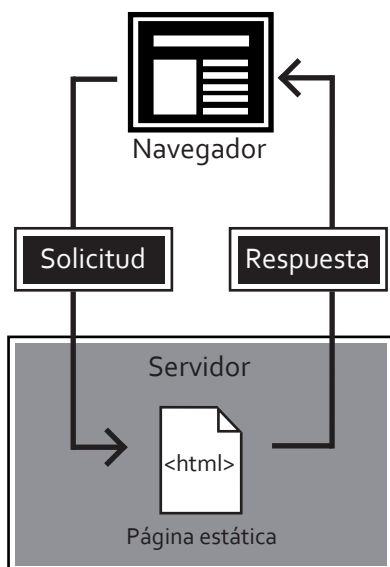 Navegador
Solicitud
Respuesta
Servidor
<html>
Página estática